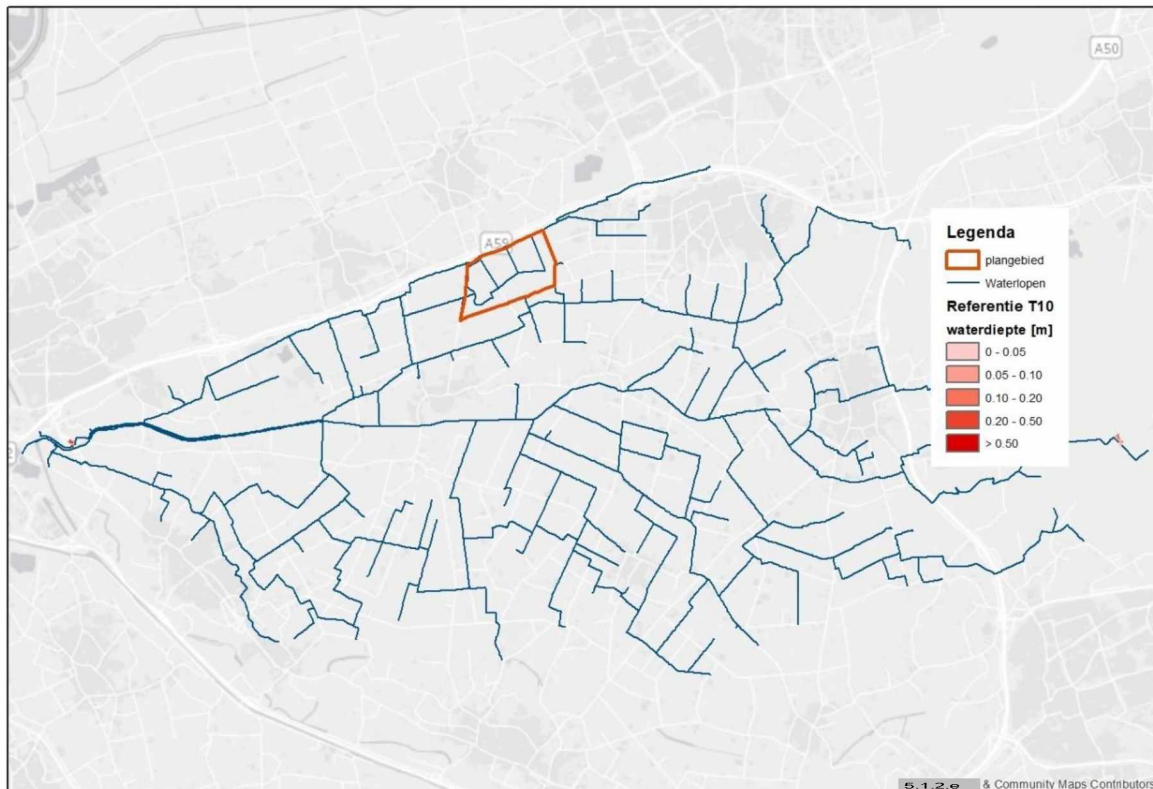 A50
A59
Legenda
plangebied
Waterlopen
Referentie T10
waterdiepte [m]
0 - 0.05
0.05 - 0.10
0.10 - 0.20
0.20 - 0.50
> 0.50
5.1.2.e & Community Maps Contributors